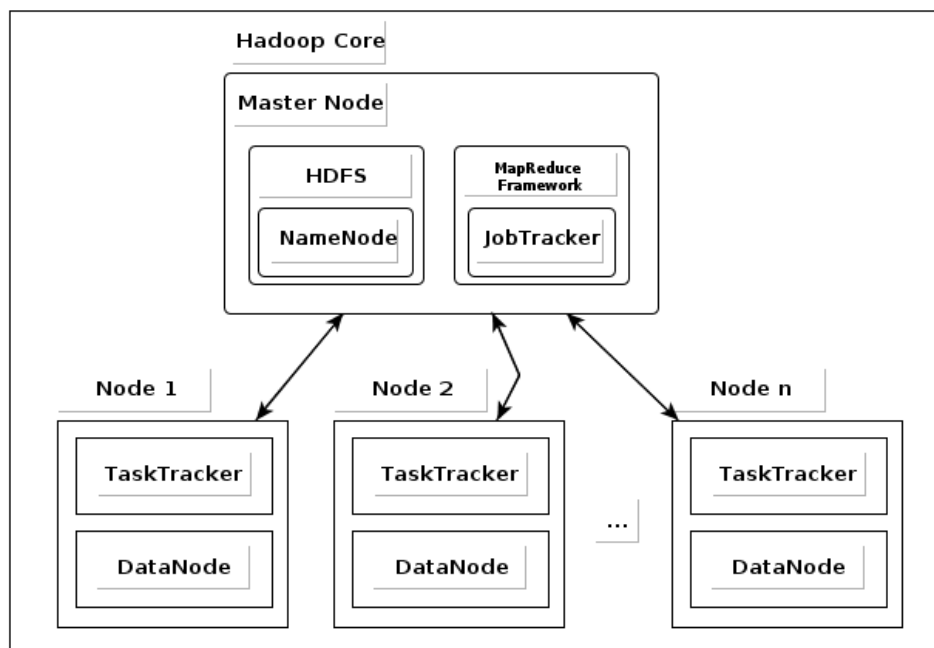 Hadoop Core
Master Node
HDFS
MapReduce
Framework
NameNode
JobTracker
Node 1
Node 2
Node n
TaskTracker
TaskTracker
TaskTracker
...
DataNode
DataNode
DataNode